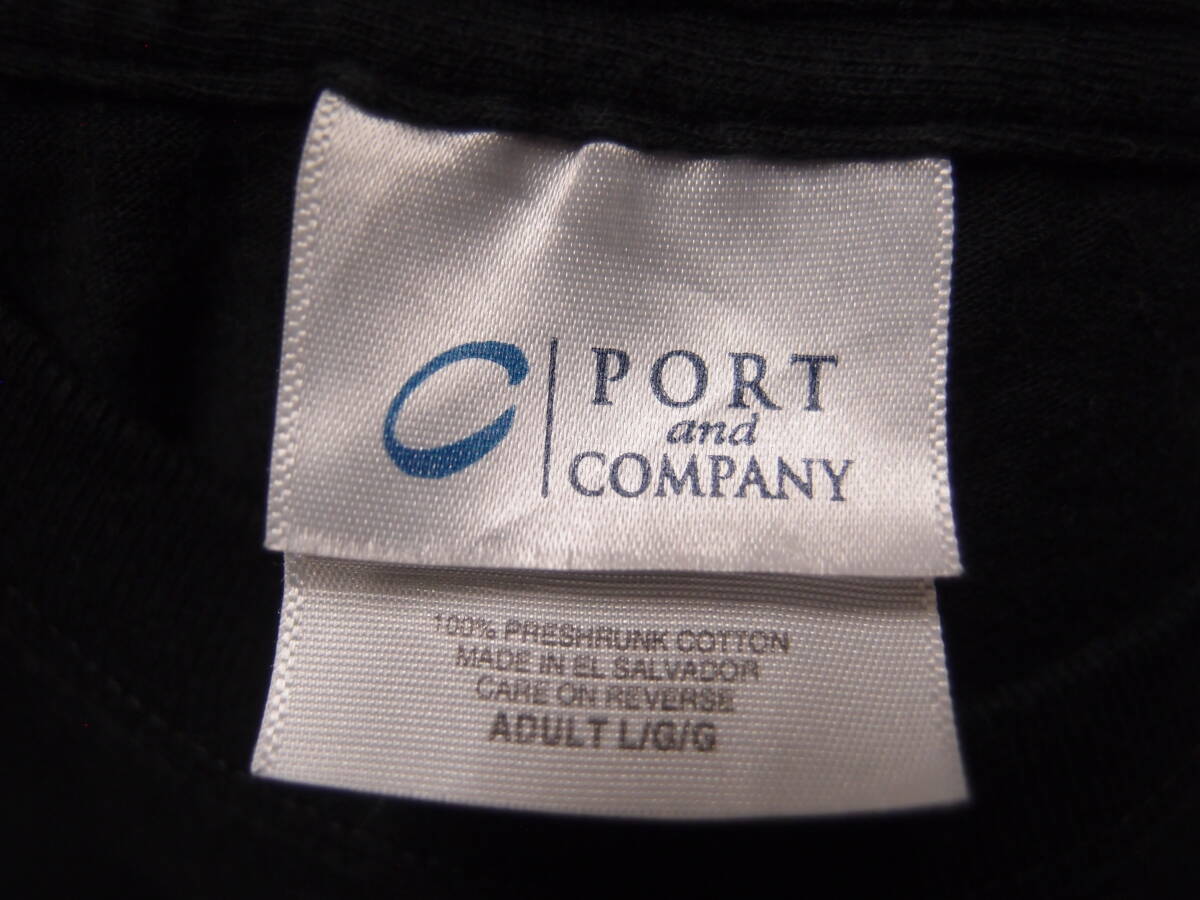 PORT
and
COMPANY
100% PRESHRUNK COTTON
MADE IN EL SALVADOR
CARE ON REVERSE
ADULT L/G/G